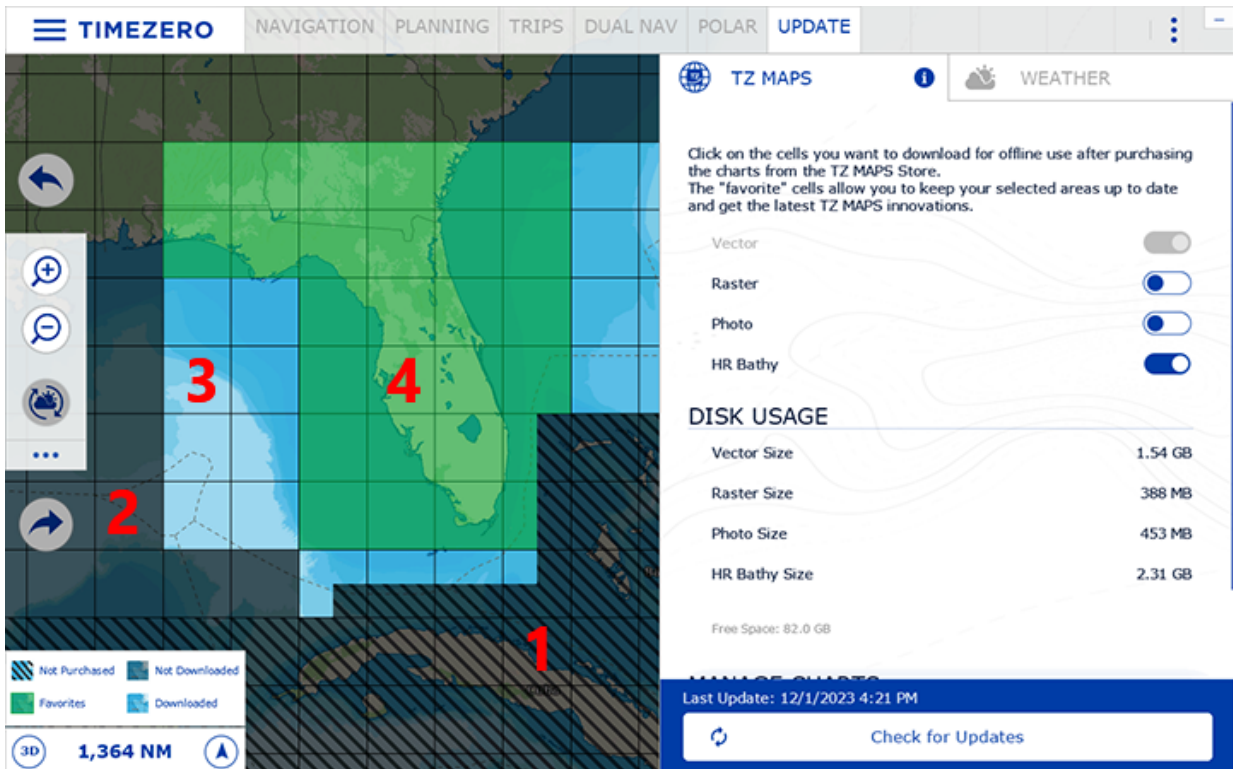 TIMEZERO
NAVIGATION
PLANNING
TRIPS
DUAL NAV
POLAR
UPDATE
TZ MAPS
WEATHER
Click on the cells you want to download for offline use after purchasing
the charts from the TZ MAPS Store.
The "favorite" cells allow you to keep your selected areas up to date
and get the latest TZ MAPS innovations.
Vector
Raster
Photo
HR Bathy
DISK USAGE
Vector Size 1.54 GB
Raster Size 388 MB
Photo Size 453 MB
HR Bathy Size 2.31 GB
Free Space: 82.0 GB
MANAGE CHARTS
Last Update: 12/1/2023 4:21 PM
Check for Updates
3
4
2
1
Not Purchased
Not Downloaded
Favorites
Downloaded
3D
1,364 NM